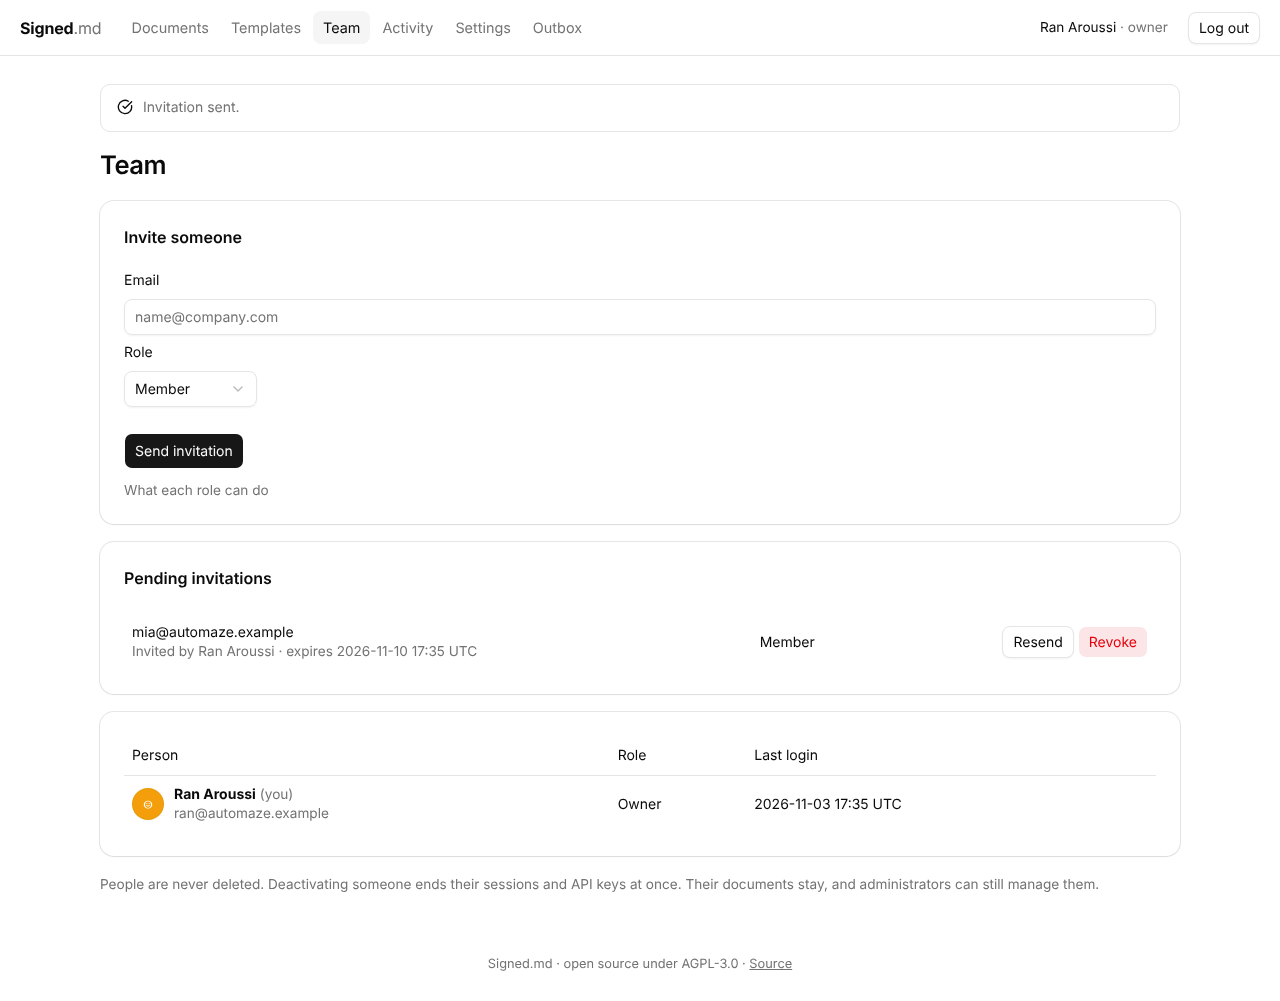 Signed.md Documents Templates Team Activity Settings Outbox Ran Aroussi · owner Log out
Invitation sent.
Team
Invite someone
Email
name@company.com
Role
Member
Send invitation
What each role can do
Pending invitations
mia@automaze.example
Invited by Ran Aroussi · expires 2026-11-10 17:35 UTC
Member
Resend Revoke
Person Role Last login
Ran Aroussi (you)
ran@automaze.example
Owner
2026-11-03 17:35 UTC
People are never deleted. Deactivating someone ends their sessions and API keys at once. Their documents stay, and administrators can still manage them.
Signed.md · open source under AGPL-3.0 · Source